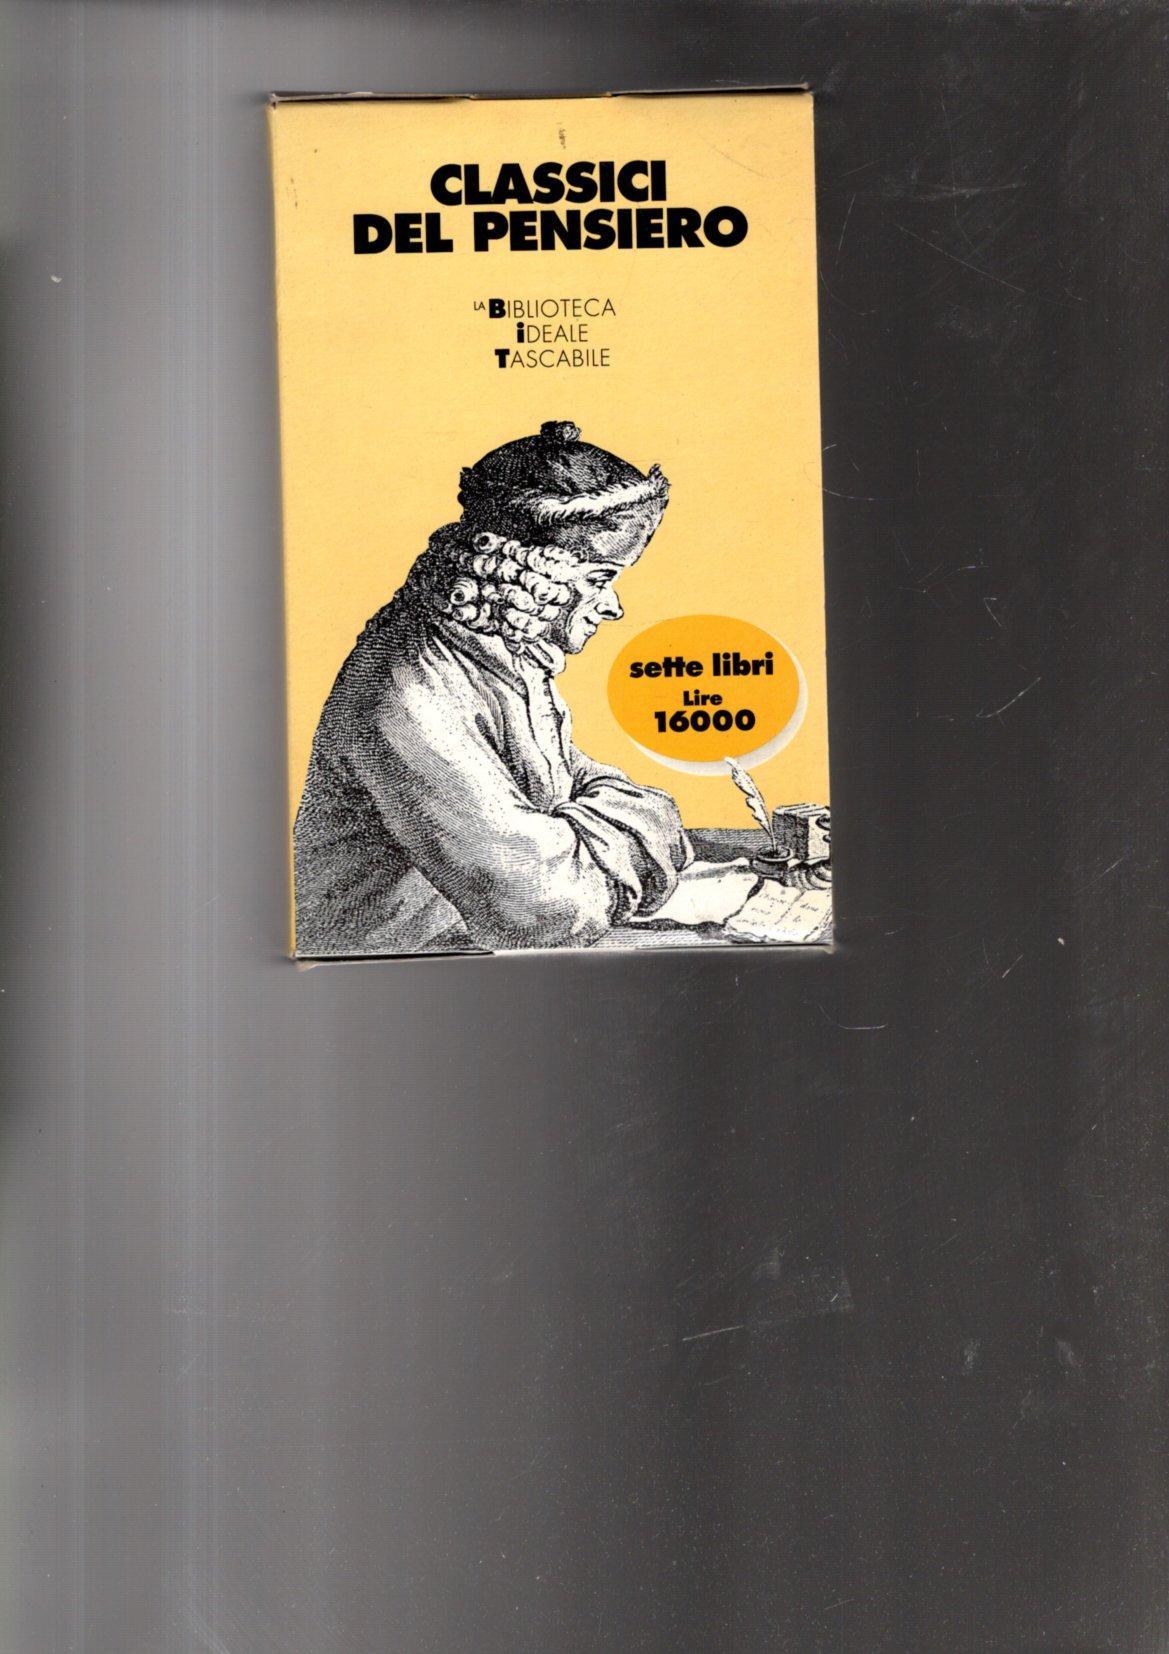 CLASSICI
DEL PENSIERO
LA BIBLIOTECA
iDEALE
TASCABILE
sette libri
Lire
16000